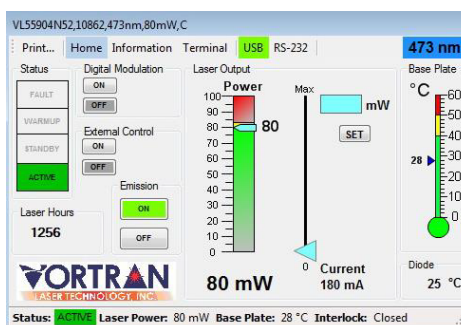 VL55904N52,10862,473nm,80mW,C
Print... Home Information Terminal USB RS-232 473 nm
Status
FAULT
WARMUP
STANDBY
ACTIVE
Laser Hours
1256
Digital Modulation
ON
OFF
External Control
ON
OFF
Emission
ON
OFF
VORTRAN
LASER TECHNOLOGY, INC.
Laser Output
Power
100
90
80
70
60
50
40
30
20
10
0
80
80 mW
Max
0
mW
SET
Current
180 mA
Base Plate
°C
60
50
40
30
20
10
0
28
Diode
25 °C
Status: ACTIVE Laser Power: 80 mW Base Plate: 28 °C Interlock: Closed